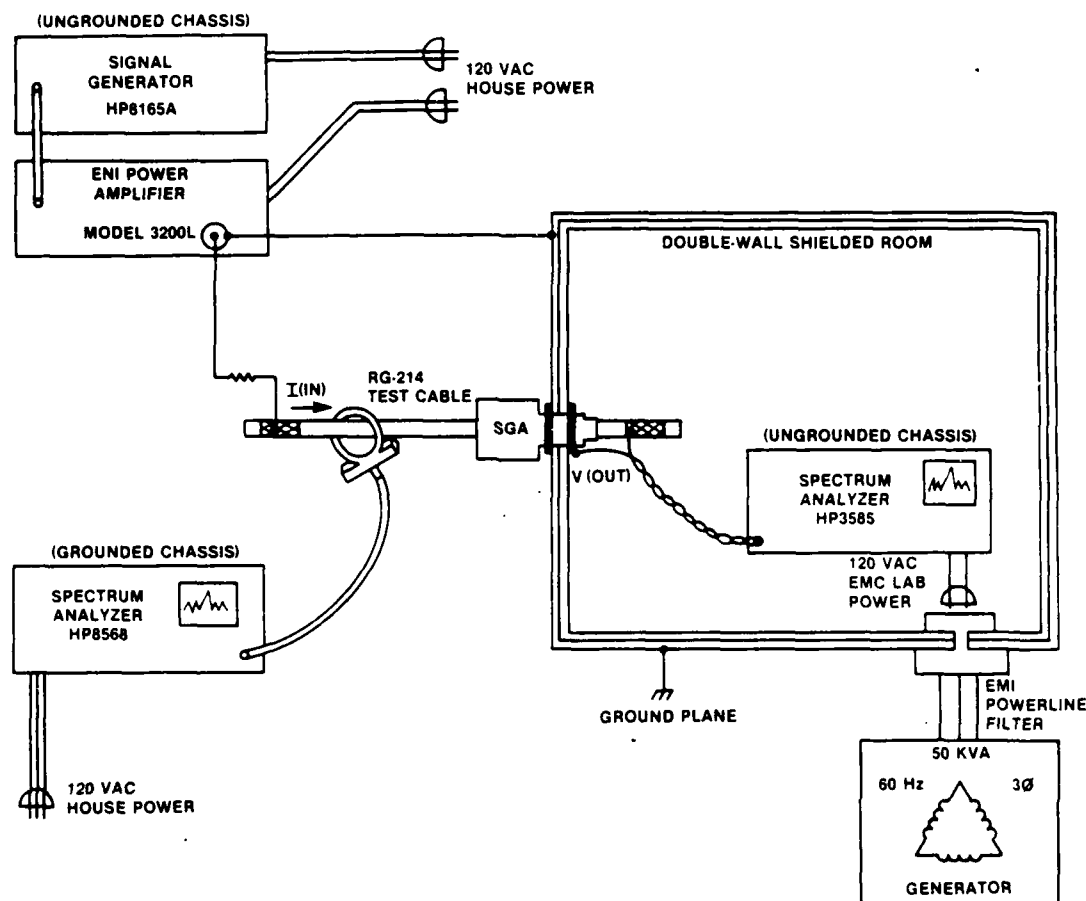 (UNGROUNDED CHASSIS)
SIGNAL
GENERATOR
HP8165A
120 VAC
HOUSE POWER
ENI POWER
AMPLIFIER
MODEL 3200L
DOUBLE-WALL SHIELDED ROOM
I(IN)
RG-214
TEST CABLE
SGA
V (OUT)
(UNGROUNDED CHASSIS)
SPECTRUM
ANALYZER
HP3585
120 VAC
EMC LAB
POWER
(GROUNDED CHASSIS)
SPECTRUM
ANALYZER
HP8568
GROUND PLANE
EMI
POWERLINE
FILTER
120 VAC
HOUSE POWER
50 KVA
60 Hz
3Ø
GENERATOR